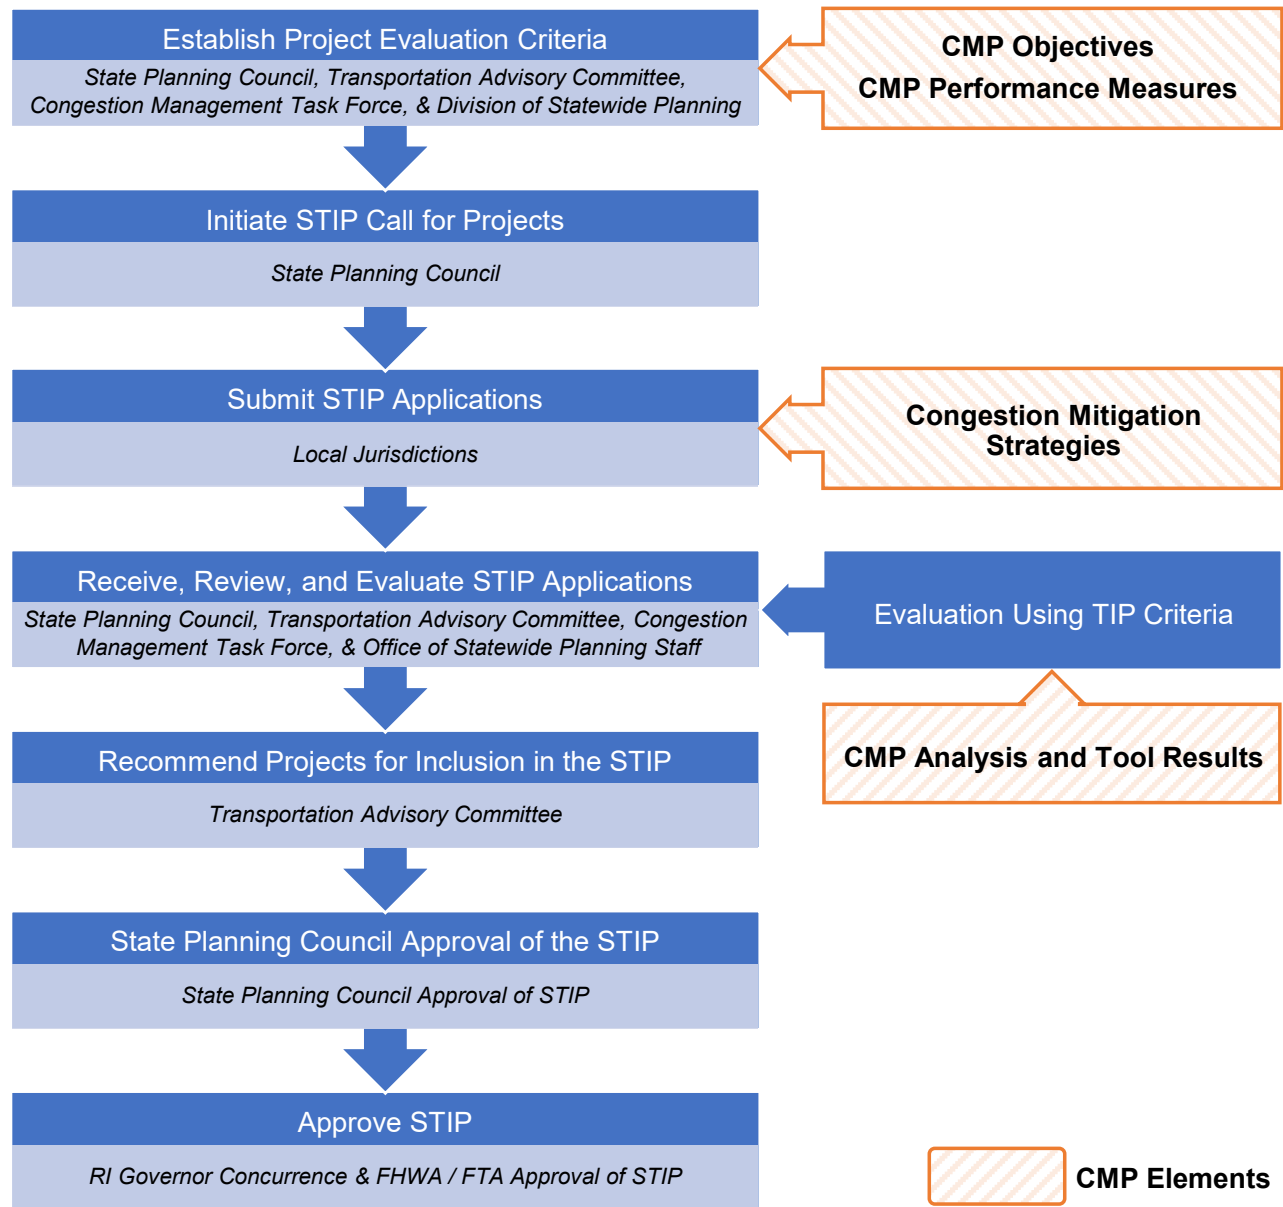 Establish Project Evaluation Criteria
State Planning Council, Transportation Advisory Committee,
Congestion Management Task Force, & Division of Statewide Planning
CMP Objectives
CMP Performance Measures
Initiate STIP Call for Projects
State Planning Council
Submit STIP Applications
Local Jurisdictions
Congestion Mitigation
Strategies
Receive, Review, and Evaluate STIP Applications
State Planning Council, Transportation Advisory Committee, Congestion
Management Task Force, & Office of Statewide Planning Staff
Evaluation Using TIP Criteria
CMP Analysis and Tool Results
Recommend Projects for Inclusion in the STIP
Transportation Advisory Committee
State Planning Council Approval of the STIP
State Planning Council Approval of STIP
Approve STIP
RI Governor Concurrence & FHWA / FTA Approval of STIP
CMP Elements